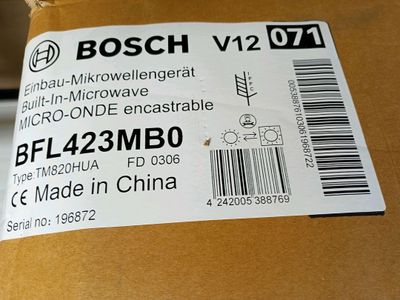 BOSCH V12 071
Einbau-Mikrowellengerät
Built-In-Microwave
MICRO-ONDE encastrable
BFL423MB0
Type:TM820HUA FD 0306
CE Made in China
Serial no: 196872
4 242005 388769